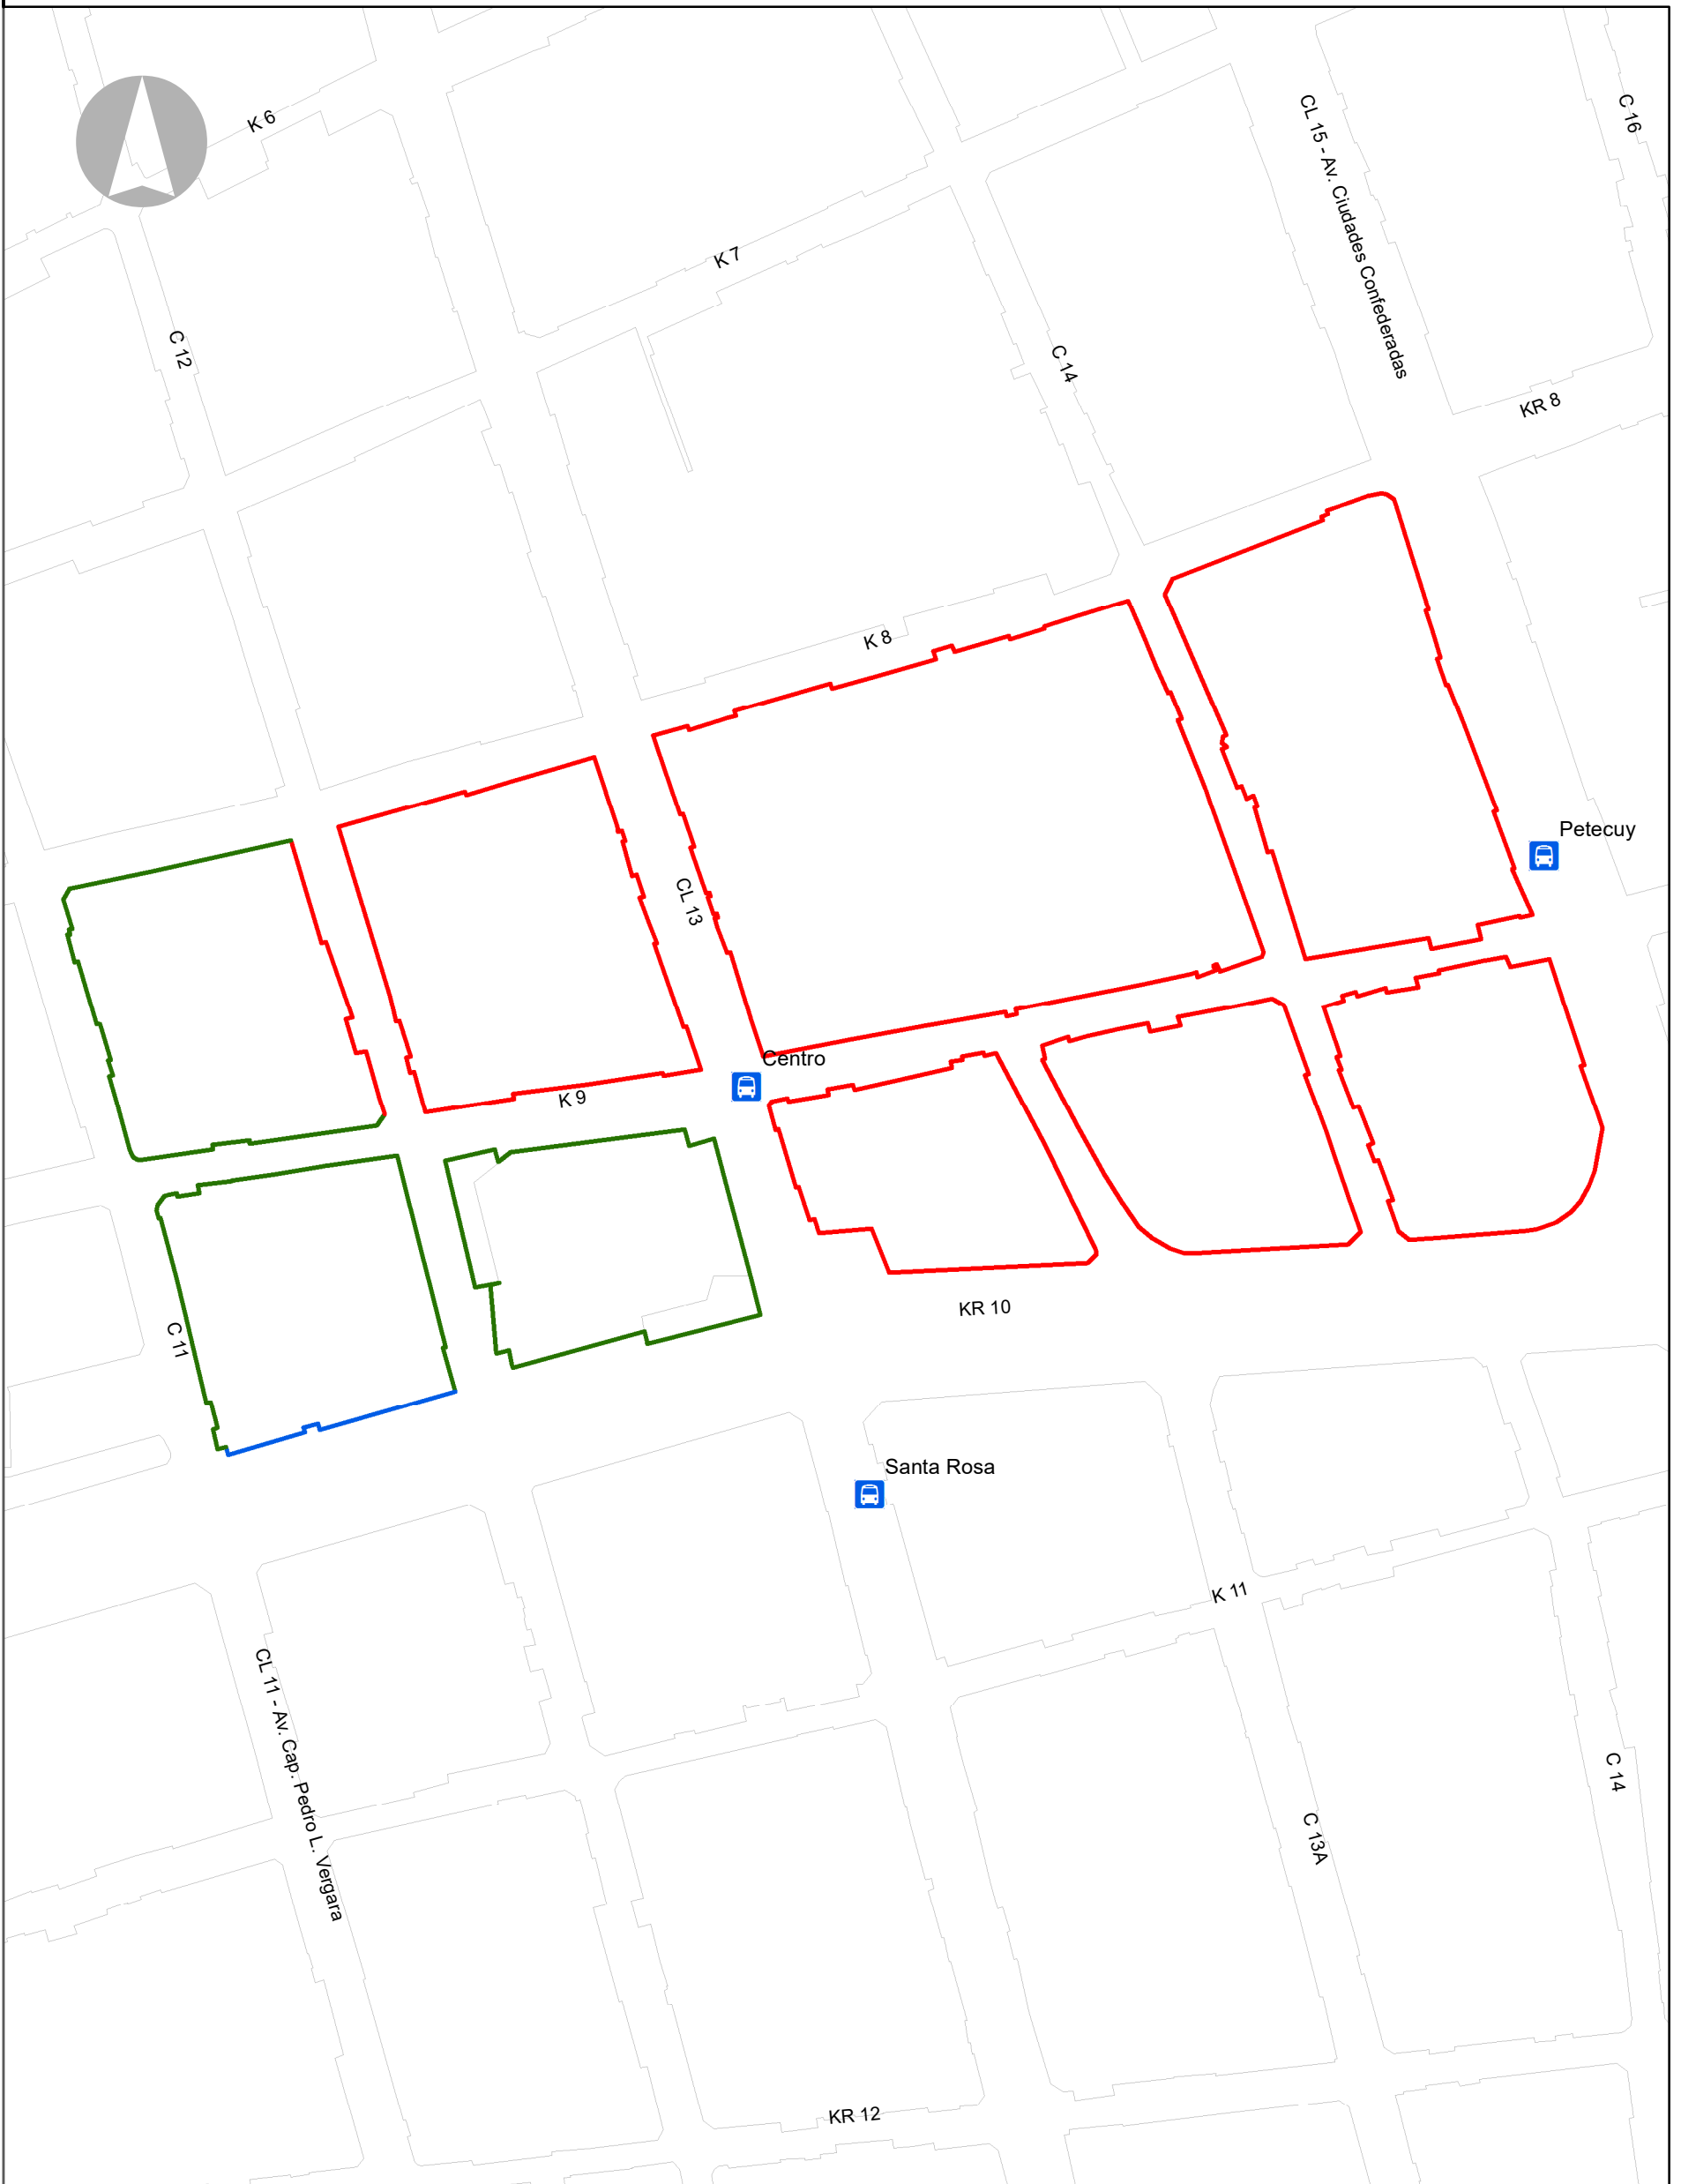 K 6
C 16
CL 15 - Av. Ciudades Confederadas
K 7
C 12
C 14
KR 8
K 8
Petecuy
CL 13
Centro
K 9
KR 10
C 11
Santa Rosa
K 11
CL 11 - Av. Cap. Pedro L. Vergara
C 14
C 13A
KR 12